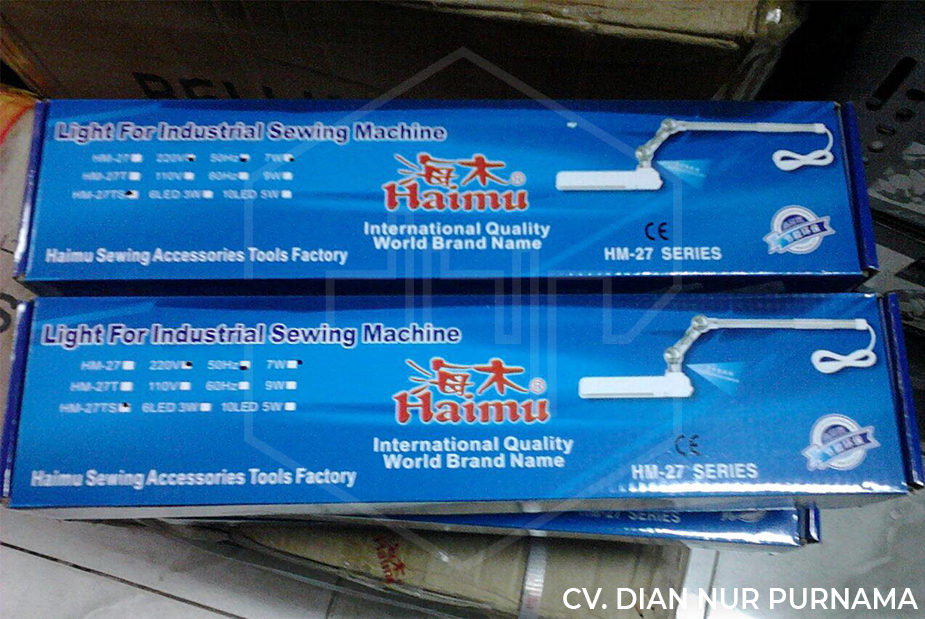 Light For Industrial Sewing Machine
HM-27 220V 50Hz 7W
HM-27T 110V 60Hz 9W
HM-27TS 6LED 3W 10LED 5W
海木®
Haimu
International Quality
World Brand Name
CE
HM-27 SERIES
Haimu Sewing Accessories Tools Factory
Light For Industrial Sewing Machine
HM-27 220V 50Hz 7W
HM-27T 110V 60Hz 9W
HM-27TS 6LED 3W 10LED 5W
海木®
Haimu
International Quality
World Brand Name
CE
HM-27 SERIES
Haimu Sewing Accessories Tools Factory
HM-27 SERIES
CV. DIAN NUR PURNAMA